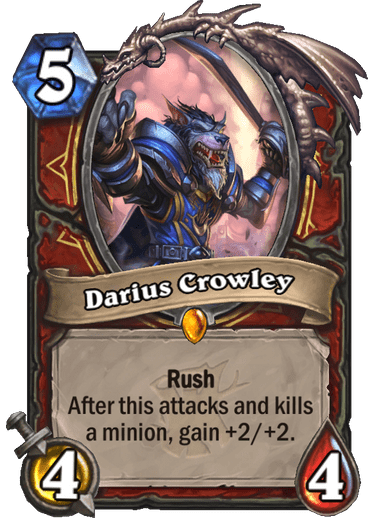 5
Darius Crowley
Rush
After this attacks and kills
a minion, gain +2/+2.
4
4